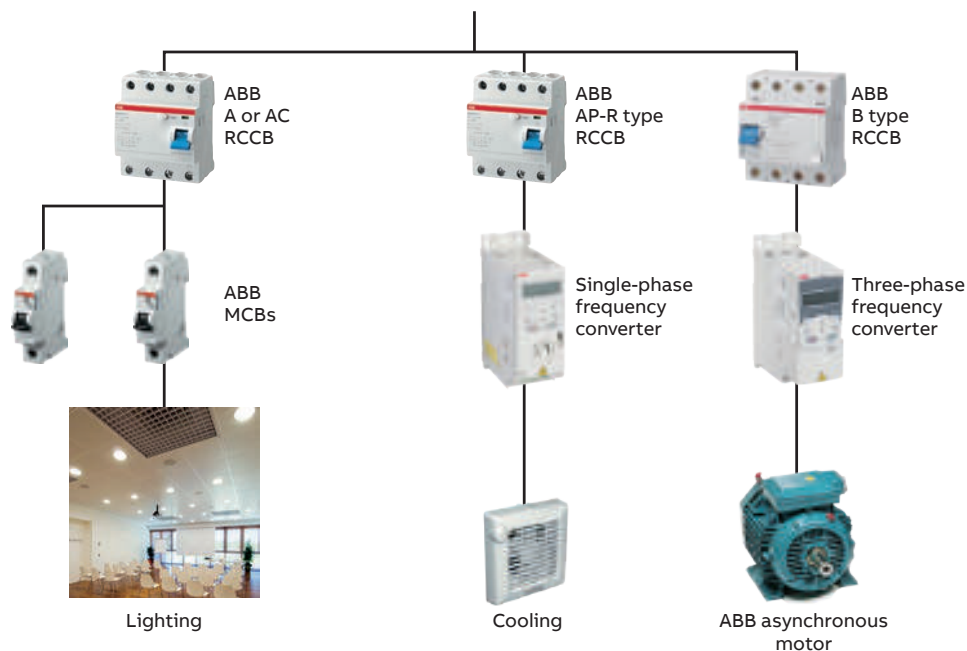 ABB
A or AC
RCCB
ABB
AP-R type
RCCB
ABB
B type
RCCB
ABB
MCBs
Single-phase
frequency
converter
Three-phase
frequency
converter
Lighting
Cooling
ABB asynchronous
motor